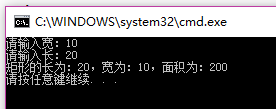 C:\WINDOWS\system32\cmd.exe
请输入宽：10
请输入长：20
矩形的长为：20，宽为：10，面积为：200
请按任意键继续. . .